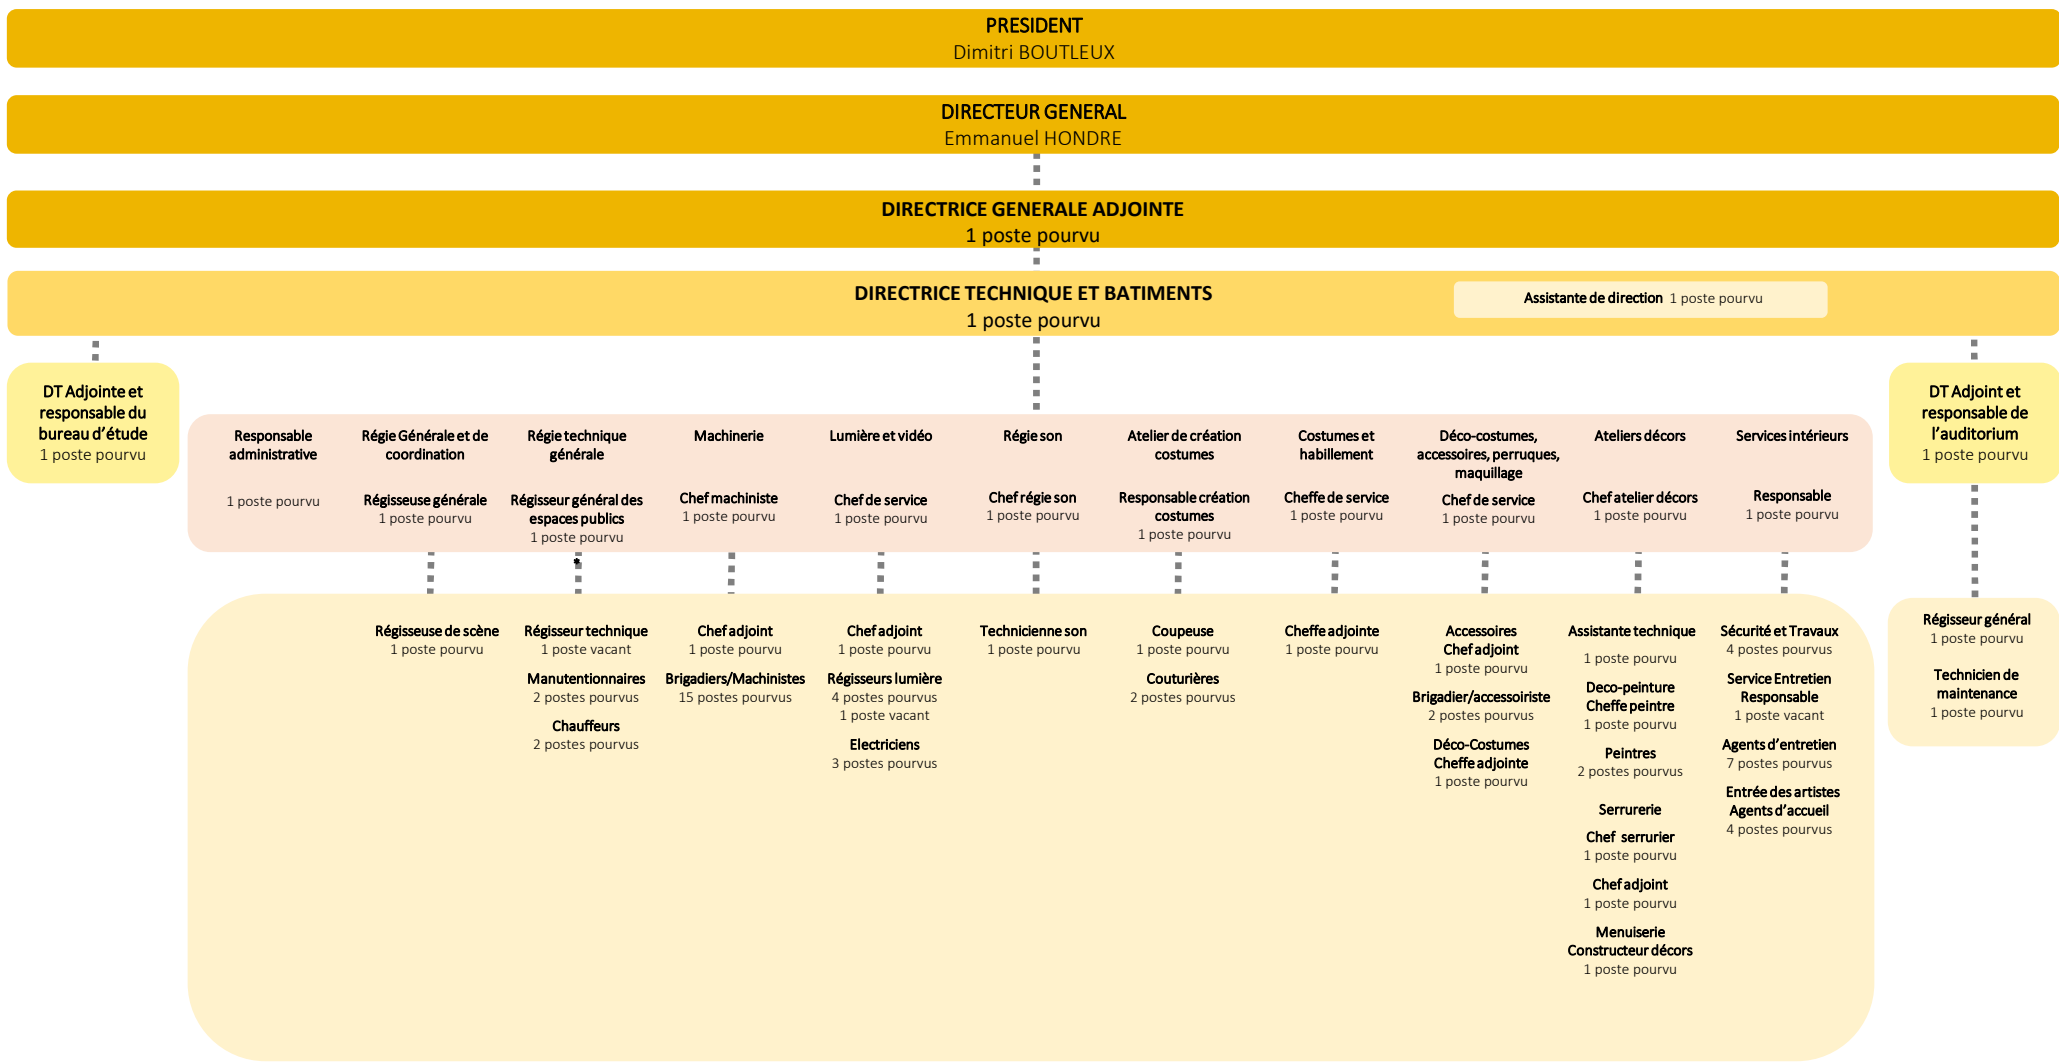 PRESIDENT
Dimitri BOUTLEUX
DIRECTEUR GENERAL
Emmanuel HONDRE
DIRECTRICE GENERALE ADJOINTE
1 poste pourvu
DIRECTRICE TECHNIQUE ET BATIMENTS
1 poste pourvu
Assistante de direction 1 poste pourvu
DT Adjointe et
responsable du
bureau d’étude
1 poste pourvu
Responsable
administrative
1 poste pourvu
Régie Générale et de
coordination
Régisseuse générale
1 poste pourvu
Régie technique
générale
Régisseur général des
espaces publics
1 poste pourvu
Machinerie
Chef machiniste
1 poste pourvu
Lumière et vidéo
Chef de service
1 poste pourvu
Régie son
Chef régie son
1 poste pourvu
Atelier de création
costumes
Responsable création
costumes
1 poste pourvu
Costumes et
habillement
Cheffe de service
1 poste pourvu
Déco-costumes,
accessoires, perruques,
maquillage
Chef de service
1 poste pourvu
Ateliers décors
Chef atelier décors
1 poste pourvu
Services intérieurs
Responsable
1 poste pourvu
DT Adjoint et
responsable de
l’auditorium
1 poste pourvu
Régisseuse de scène
1 poste pourvu
Régisseur technique
1 poste vacant
Manutentionnaires
2 postes pourvus
Chauffeurs
2 postes pourvus
Chef adjoint
1 poste pourvu
Brigadiers/Machinistes
15 postes pourvus
Chef adjoint
1 poste pourvu
Régisseurs lumière
4 postes pourvus
1 poste vacant
Electriciens
3 postes pourvus
Technicienne son
1 poste pourvu
Coupeuse
1 poste pourvu
Couturières
2 postes pourvus
Cheffe adjointe
1 poste pourvu
Accessoires
Chef adjoint
1 poste pourvu
Brigadier/accessoiriste
2 postes pourvus
Déco-Costumes
Cheffe adjointe
1 poste pourvu
Assistante technique
1 poste pourvu
Deco-peinture
Cheffe peintre
1 poste pourvu
Peintres
2 postes pourvus
Serrurerie
Chef serrurier
1 poste pourvu
Chef adjoint
1 poste pourvu
Menuiserie
Constructeur décors
1 poste pourvu
Sécurité et Travaux
4 postes pourvus
Service Entretien
Responsable
1 poste vacant
Agents d’entretien
7 postes pourvus
Entrée des artistes
Agents d’accueil
4 postes pourvus
Régisseur général
1 poste pourvu
Technicien de
maintenance
1 poste pourvu